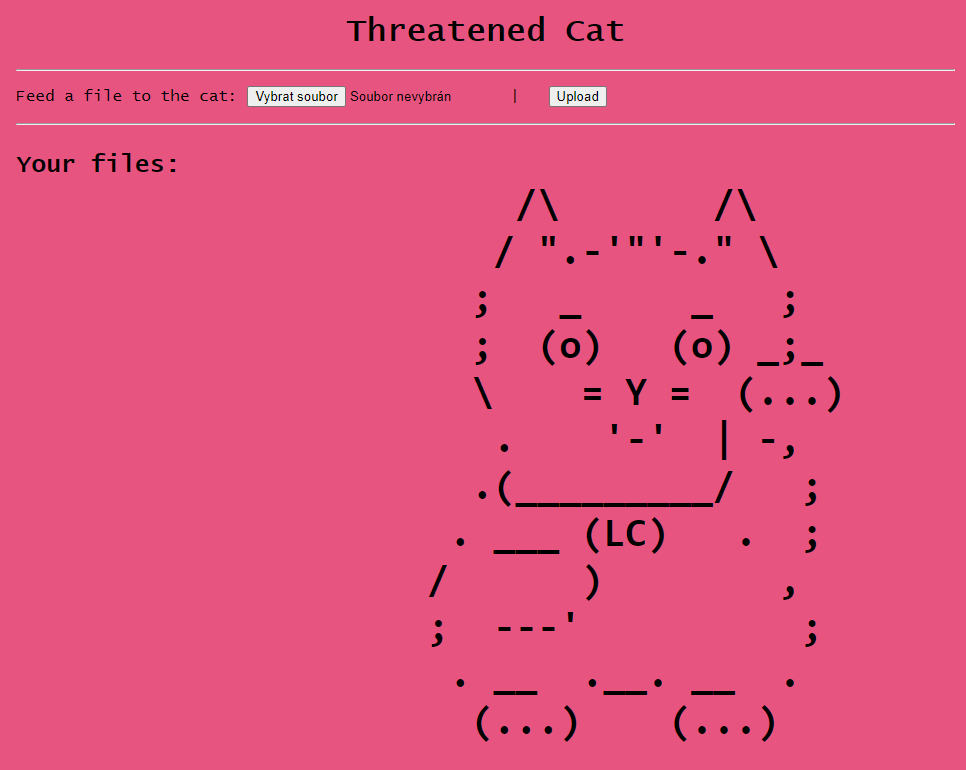 Threatened Cat
Feed a file to the cat: Vybrat soubor Soubor nevybrán | Upload
Your files:
/\       /\
/ ".-'"'-." \
;   _     _   ;
;  (o)   (o) _;_
\    = Y =  (...)
.    '-'  | -,
.(_________/   ;
. ___ (LC)   .  ;
/      )        ,
;  ---'          ;
. __  .__. __  .
(...)    (...)